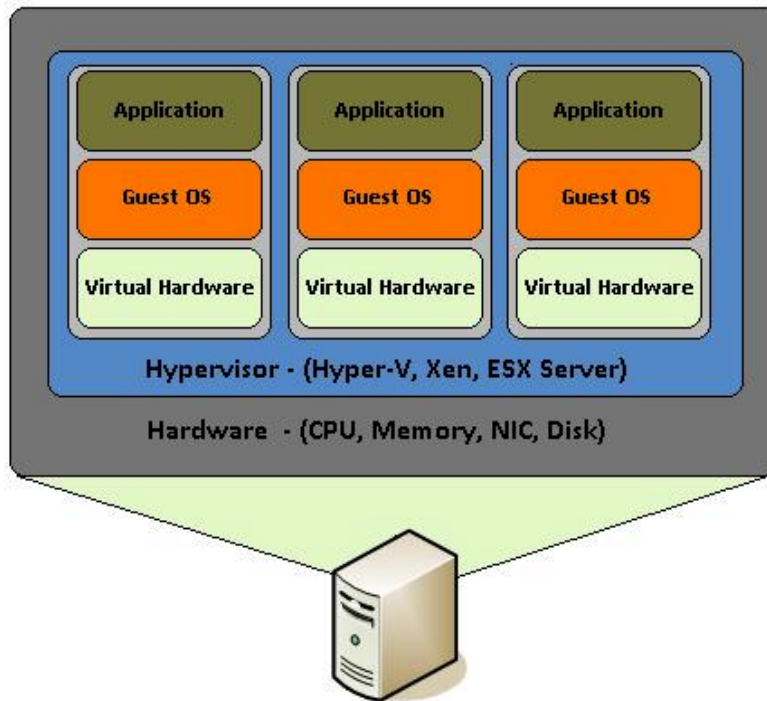 Application Application Application
Guest OS Guest OS Guest OS
Virtual Hardware Virtual Hardware Virtual Hardware
Hypervisor - (Hyper-V, Xen, ESX Server)
Hardware - (CPU, Memory, NIC, Disk)